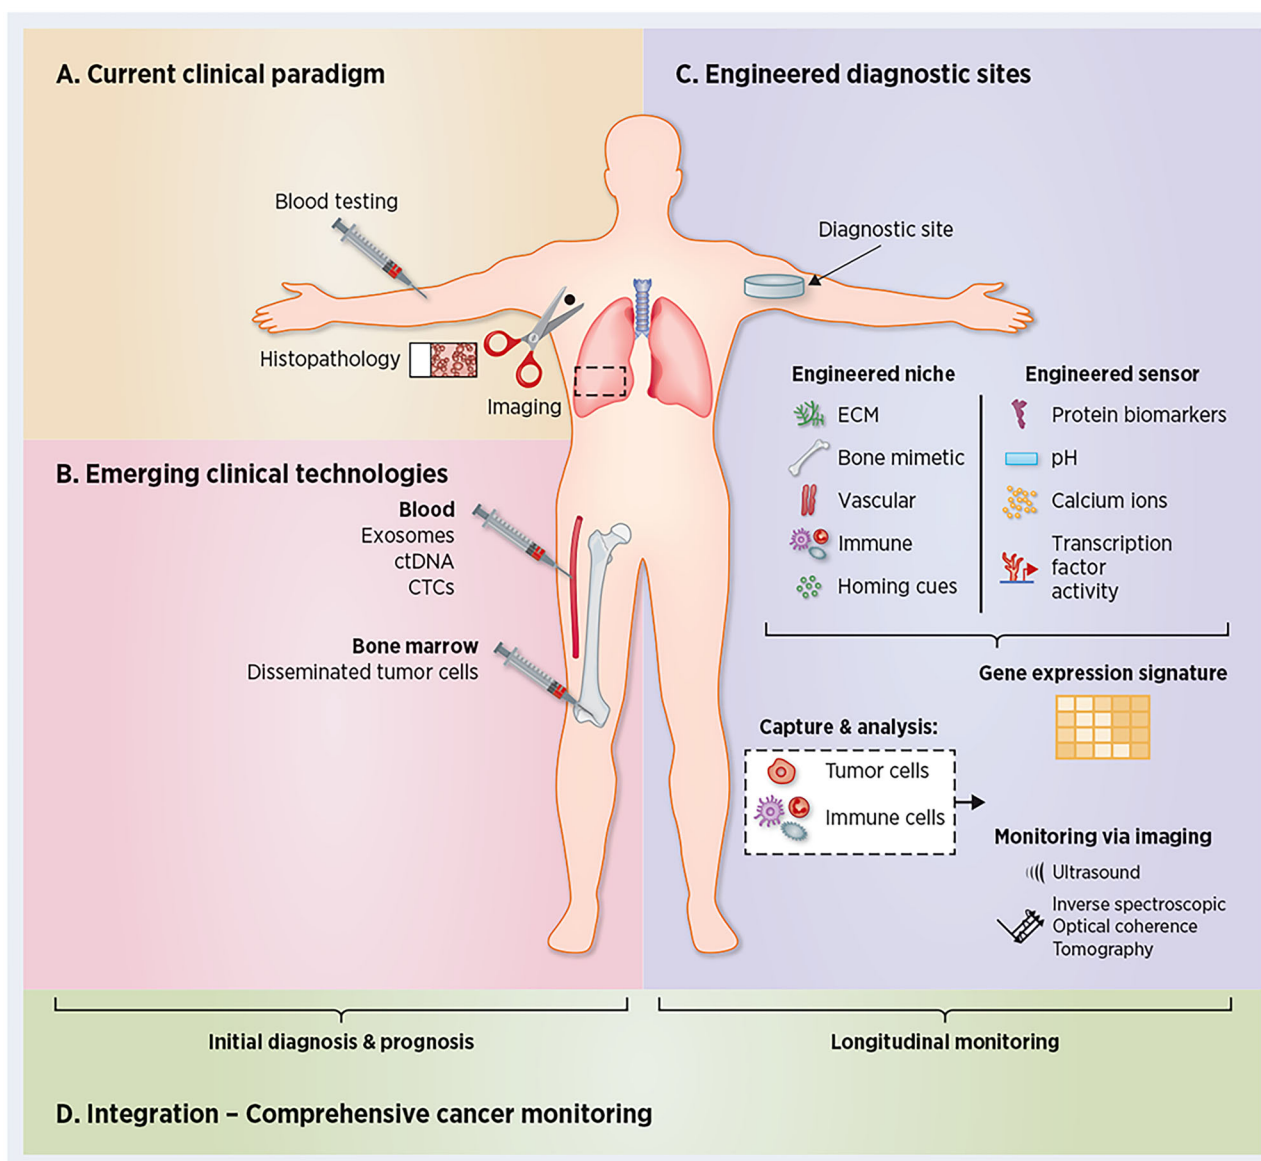 A. Current clinical paradigm
Blood testing
Histopathology
Imaging
B. Emerging clinical technologies
Blood
Exosomes
ctDNA
CTCs
Bone marrow
Disseminated tumor cells
C. Engineered diagnostic sites
Diagnostic site
Engineered niche
ECM
Bone mimetic
Vascular
Immune
Homing cues
Engineered sensor
Protein biomarkers
pH
Calcium ions
Transcription
factor
activity
Gene expression signature
Capture & analysis:
Tumor cells
Immune cells
Monitoring via imaging
Ultrasound
Inverse spectroscopic
Optical coherence
Tomography
Initial diagnosis & prognosis
Longitudinal monitoring
D. Integration – Comprehensive cancer monitoring